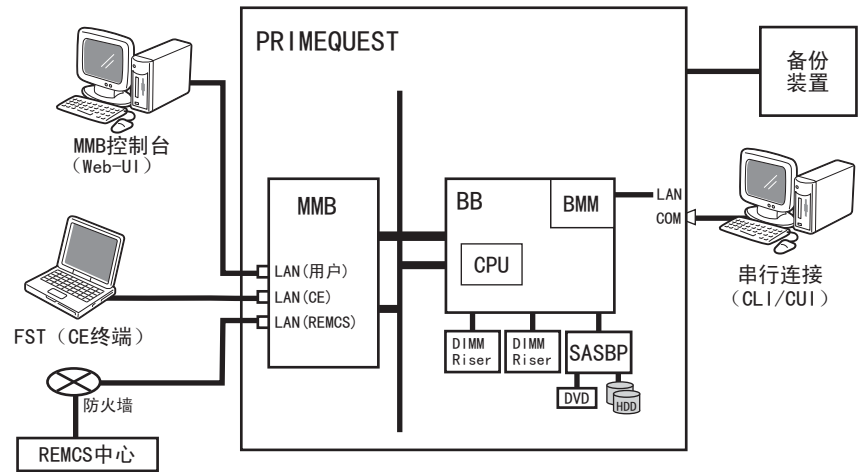 PRIMEQUEST
备份
装置
MMB控制台
（Web-UI）
MMB
BB
BMM
LAN
COM
CPU
串行连接
（CLI/CUI）
LAN(用户)
LAN(CE)
LAN(REMCS)
FST（CE终端）
DIMM
Riser
DIMM
Riser
SASBP
DVD
HDD
防火墙
REMCS中心